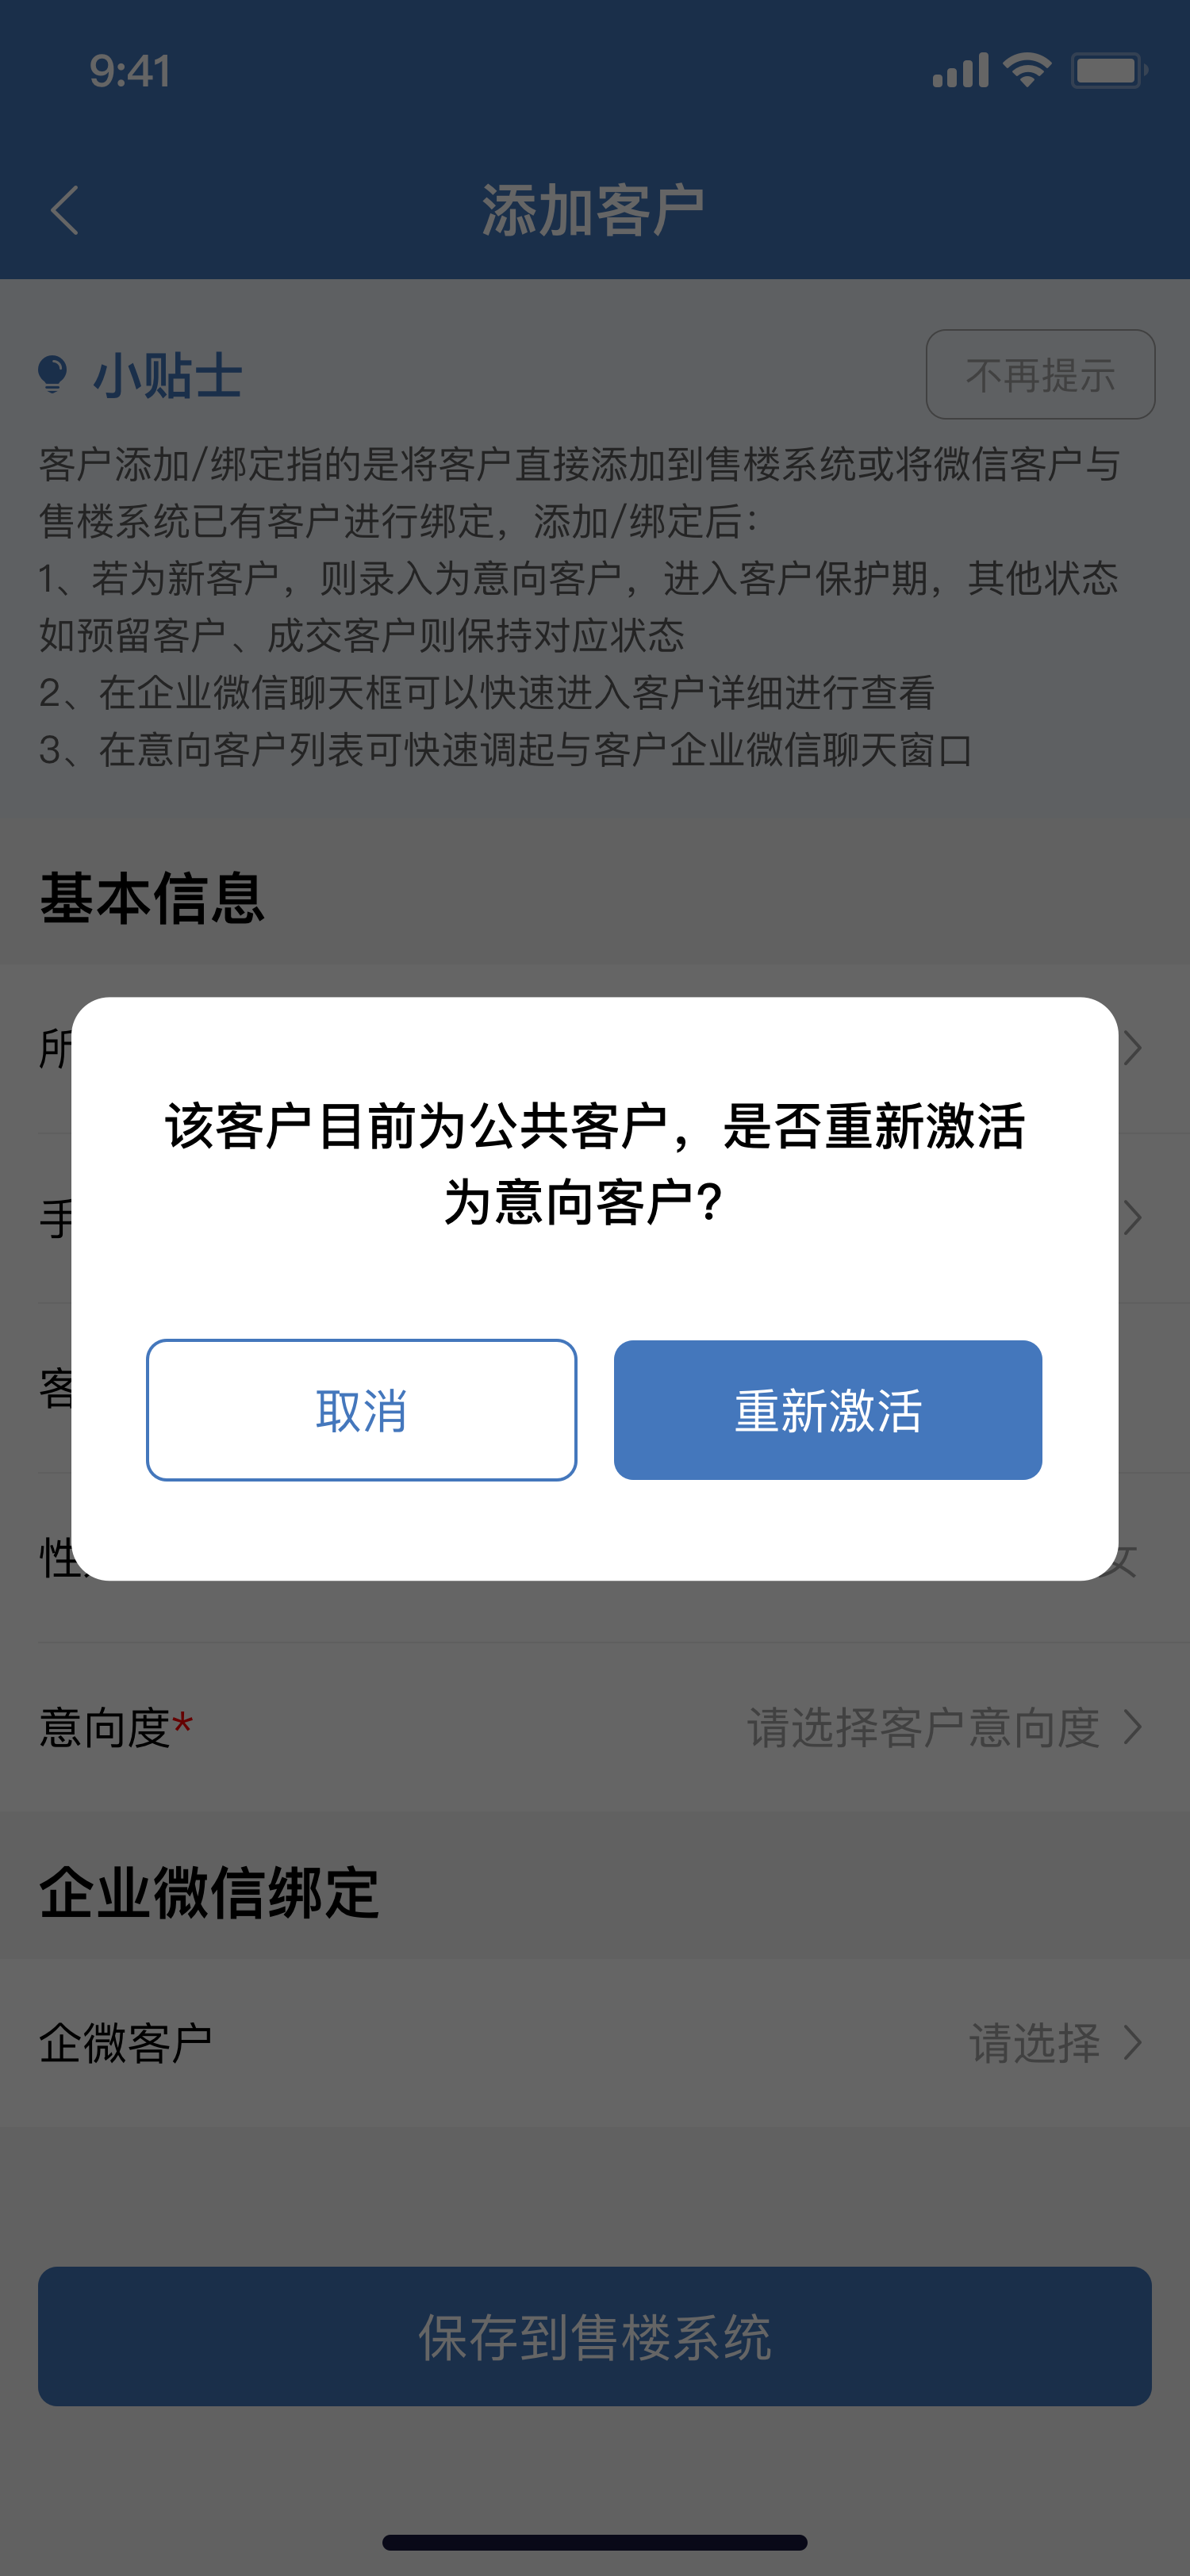 9:41
添加客户
小贴士
不再提示
客户添加/绑定指的是将客户直接添加到售楼系统或将微信客户与
售楼系统已有客户进行绑定，添加/绑定后：
1、若为新客户，则录入为意向客户，进入客户保护期，其他状态
如预留客户、成交客户则保持对应状态
2、在企业微信聊天框可以快速进入客户详细进行查看
3、在意向客户列表可快速调起与客户企业微信聊天窗口
基本信息
所
手
该客户目前为公共客户，是否重新激活
为意向客户?
客
取消
重新激活
性
女
意向度*
请选择客户意向度
企业微信绑定
企微客户
请选择
保存到售楼系统